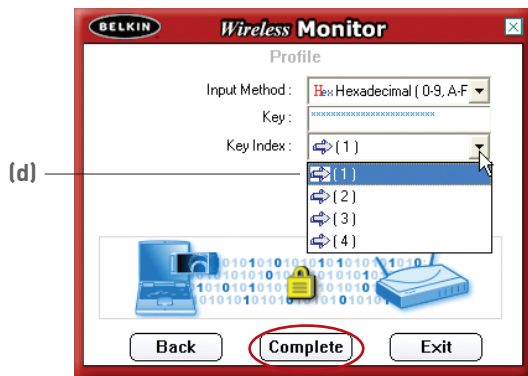 BELKIN Wireless Monitor
Profile
Input Method : Hex Hexadecimal ( 0-9, A-F
Key : *************************
Key Index : ( 1 )
(d)
( 1 )
( 2 )
( 3 )
( 4 )
Back Complete Exit